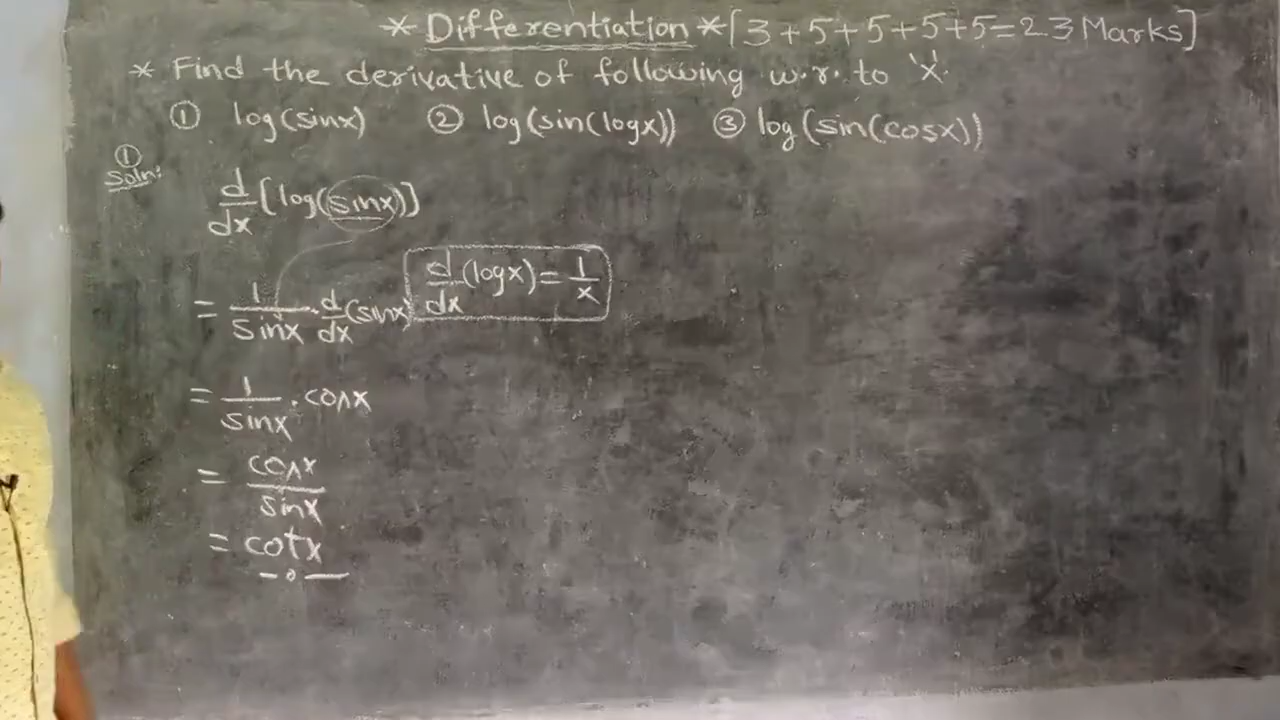 * Differentiation * [3+5+5+5+5=23 Marks]
* Find the derivative of following w.r. to 'x'.
① log(sinx) ② log(sin(logx)) ③ log(sin(cosx))
① Soln:
d/dx [log(sinx)]
= 1/sinx · d/dx (sinx) d/dx (logx) = 1/x
= 1/sinx · cosx
= cosx/sinx
= cotx